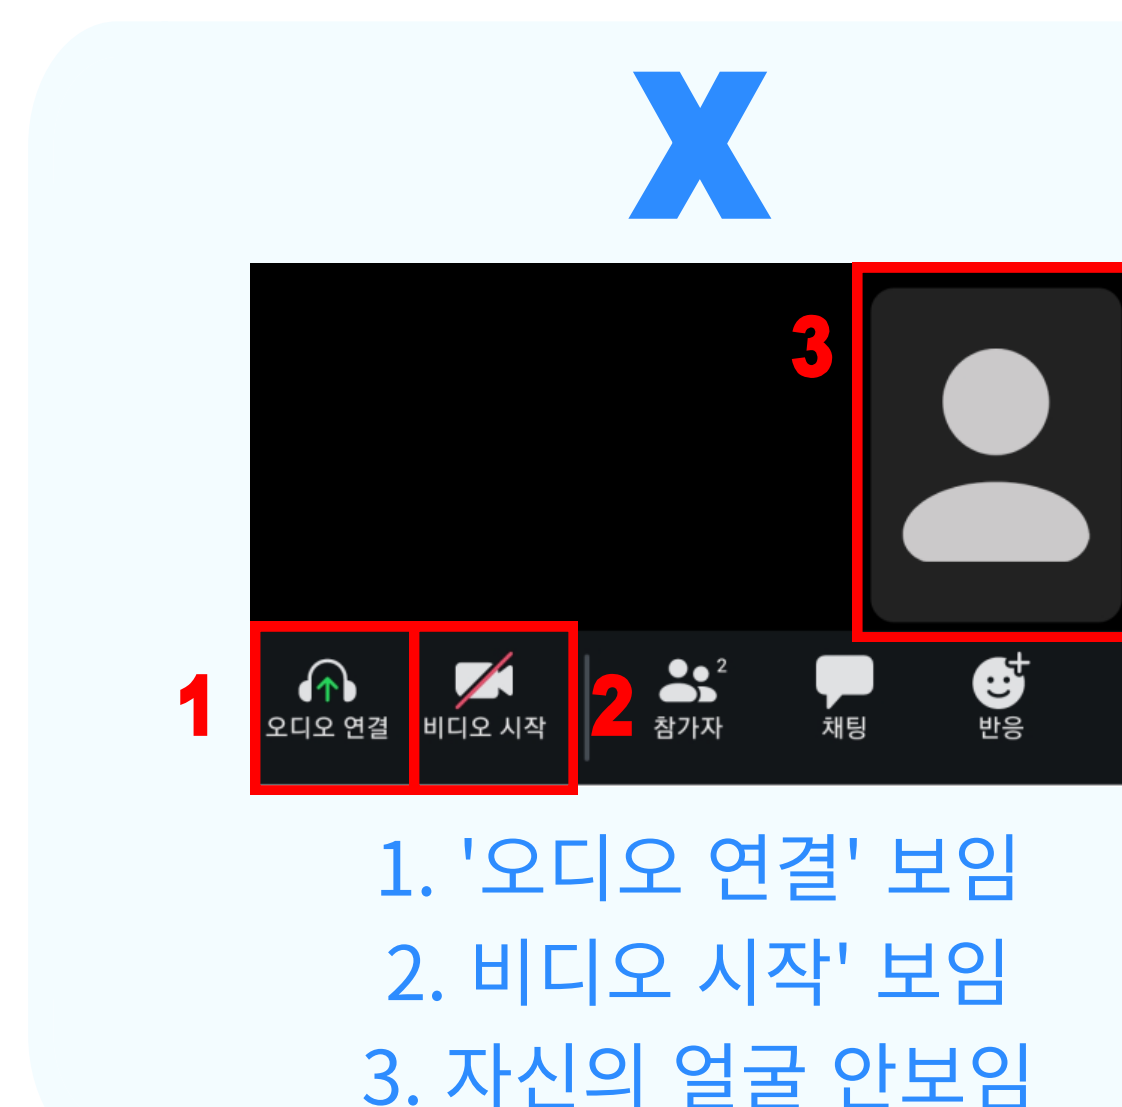 X
3
1
2
2
오디오 연결
비디오 시작
참가자
채팅
반응
1. '오디오 연결' 보임
2. 비디오 시작' 보임
3. 자신의 얼굴 안보임